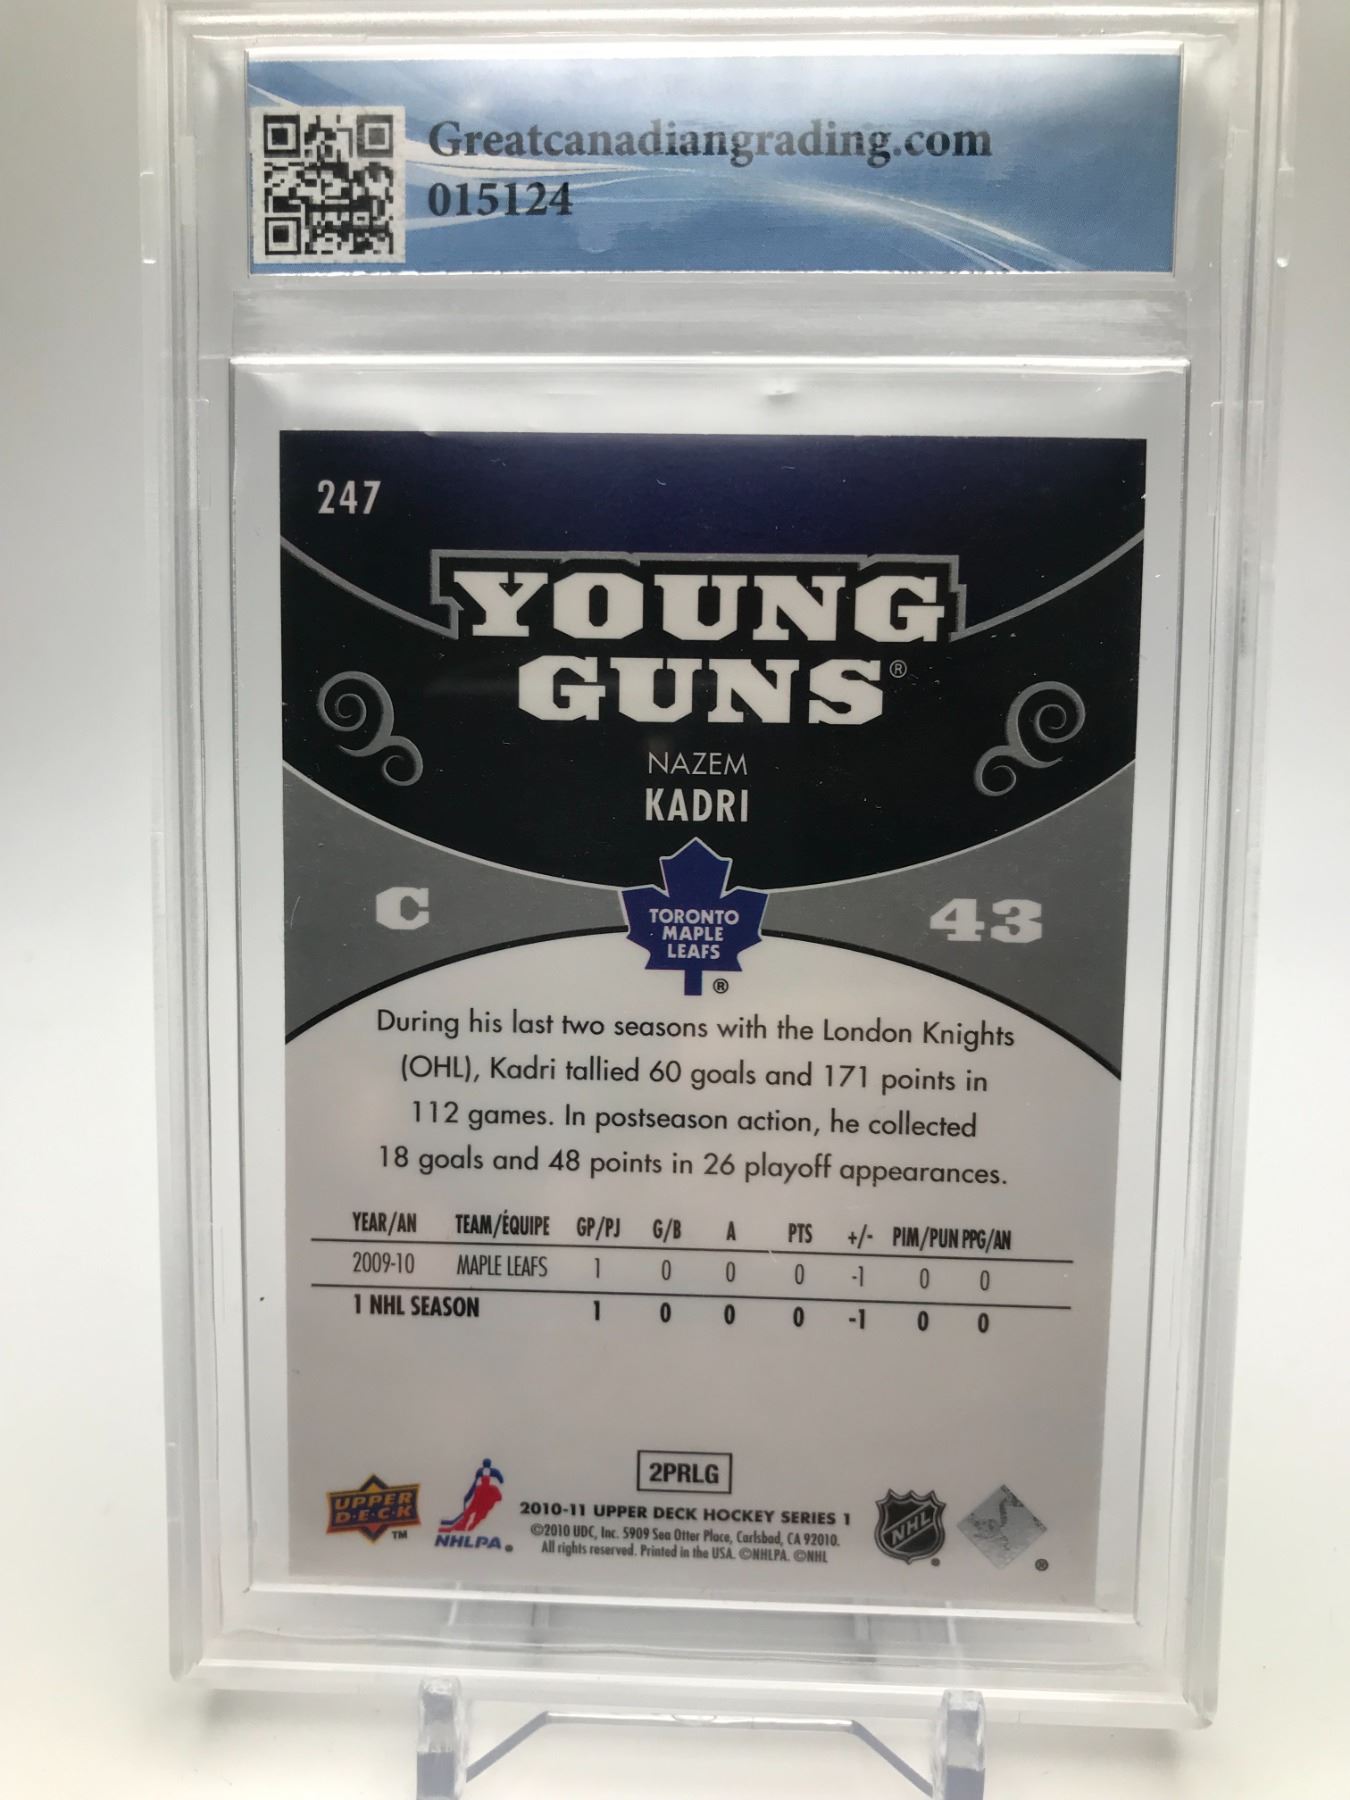 Greatcanadiangrading.com
015124
247
YOUNG
GUNS®
NAZEM
KADRI
C
TORONTO
MAPLE
LEAFS
®
43
During his last two seasons with the London Knights
(OHL), Kadri tallied 60 goals and 171 points in
112 games. In postseason action, he collected
18 goals and 48 points in 26 playoff appearances.
YEAR/AN TEAM/ÉQUIPE GP/PJ G/B A PTS +/- PIM/PUN PPG/AN
2009-10 MAPLE LEAFS 1 0 0 0 -1 0 0
1 NHL SEASON 1 0 0 0 -1 0 0
2PRLG
UPPER
D·E·C·K
TM
NHLPA®
2010-11 UPPER DECK HOCKEY SERIES 1
©2010 UDC, Inc. 5909 Sea Otter Place, Carlsbad, CA 92010.
All rights reserved. Printed in the USA. ©NHLPA. ©NHL
NHL
®
®